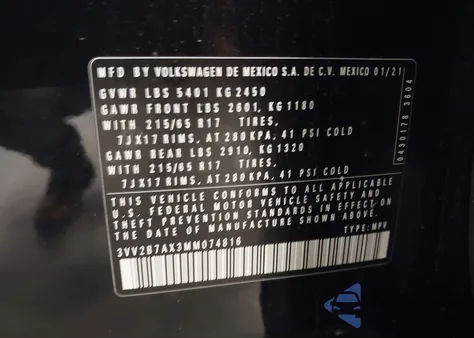 MFD BY VOLKSWAGEN DE MEXICO S.A. DE C.V. MEXICO 01/21
GVWR LBS 5401 KG 2450
GAWR FRONT LBS 2601, KG 1180
WITH 215/65 R17 TIRES,
7JX17 RIMS, AT 280 KPA, 41 PSI COLD
GAWR REAR LBS 2910, KG 1320
WITH 215/65 R17 TIRES,
7JX17 RIMS, AT 280 KPA, 41 PSI COLD
THIS VEHICLE CONFORMS TO ALL APPLICABLE
U.S. FEDERAL MOTOR VEHICLE SAFETY AND
THEFT PREVENTION STANDARDS IN EFFECT ON
THE DATE OF MANUFACTURE SHOWN ABOVE.
3VV2B7AX3MM074816 TYPE: MPV
0430178 3604